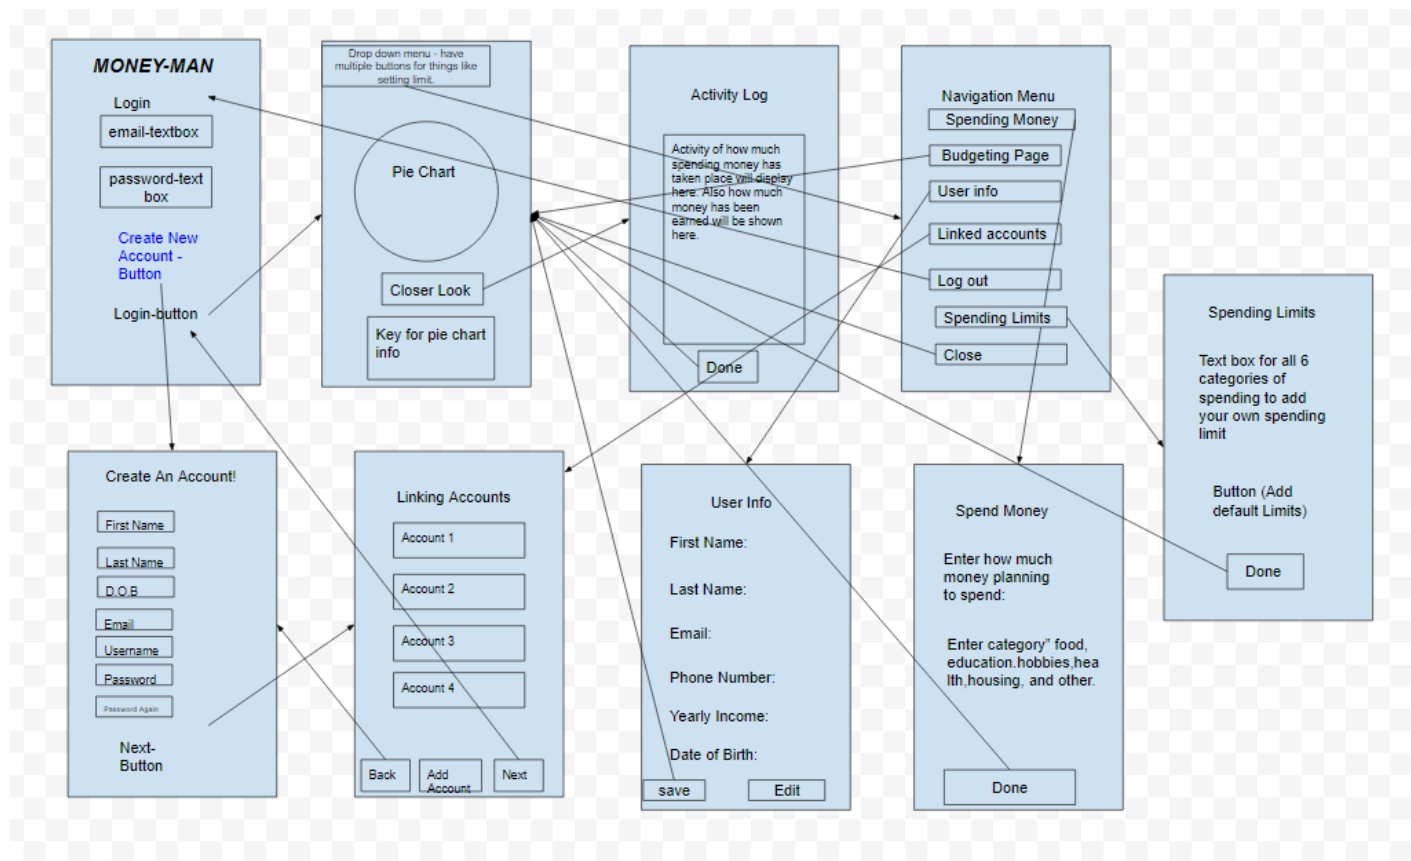 MONEY-MAN
Login
email-textbox
password-text
box
Create New
Account -
Button
Login-button
Drop down menu - have
multiple buttons for things like
setting limit.
Pie Chart
Closer Look
Key for pie chart
info
Activity Log
Activity of how much
spending money has
taken place will display
here. Also how much
money has been
earned will be shown
here.
Done
Navigation Menu
Spending Money
Budgeting Page
User info
Linked accounts
Log out
Spending Limits
Close
Spending Limits
Text box for all 6
categories of
spending to add
your own spending
limit
Button (Add
default Limits)
Done
Create An Account!
First Name
Last Name
D.O.B
Email
Username
Password
Password Again
Next-
Button
Linking Accounts
Account 1
Account 2
Account 3
Account 4
Back
Add
Account
Next
User Info
First Name:
Last Name:
Email:
Phone Number:
Yearly Income:
Date of Birth:
save
Edit
Spend Money
Enter how much
money planning
to spend:
Enter category" food,
education.hobbies,hea
lth,housing, and other.
Done